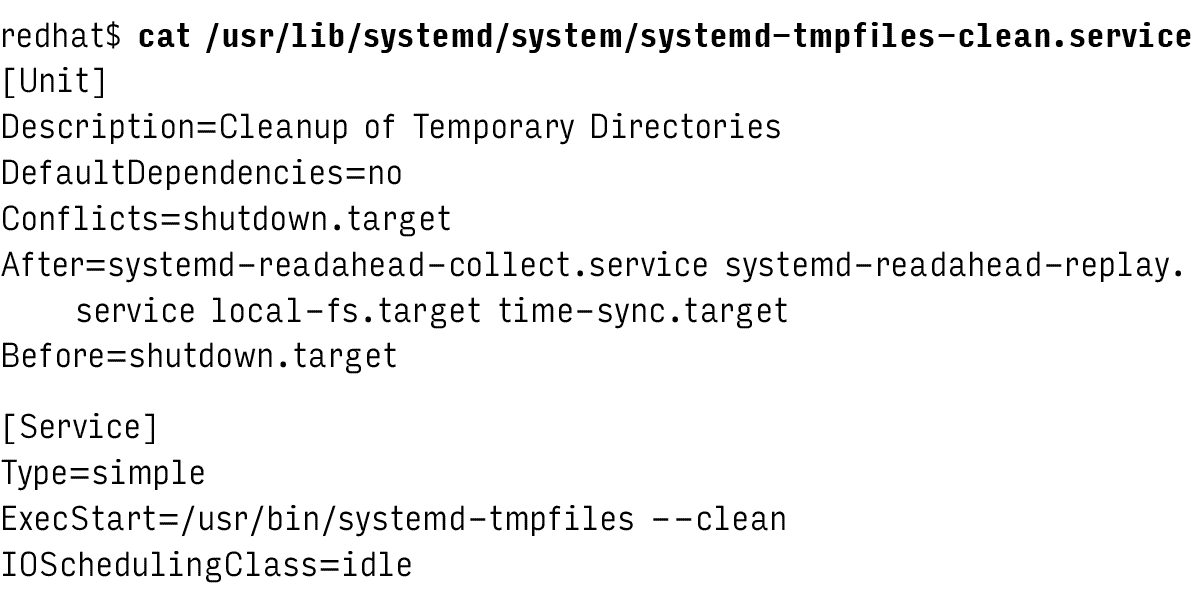 redhat$ cat /usr/lib/systemd/system/systemd-tmpfiles-clean.service
[Unit]
Description=Cleanup of Temporary Directories
DefaultDependencies=no
Conflicts=shutdown.target
After=systemd-readahead-collect.service systemd-readahead-replay.
service local-fs.target time-sync.target
Before=shutdown.target
[Service]
Type=simple
ExecStart=/usr/bin/systemd-tmpfiles --clean
IOSchedulingClass=idle